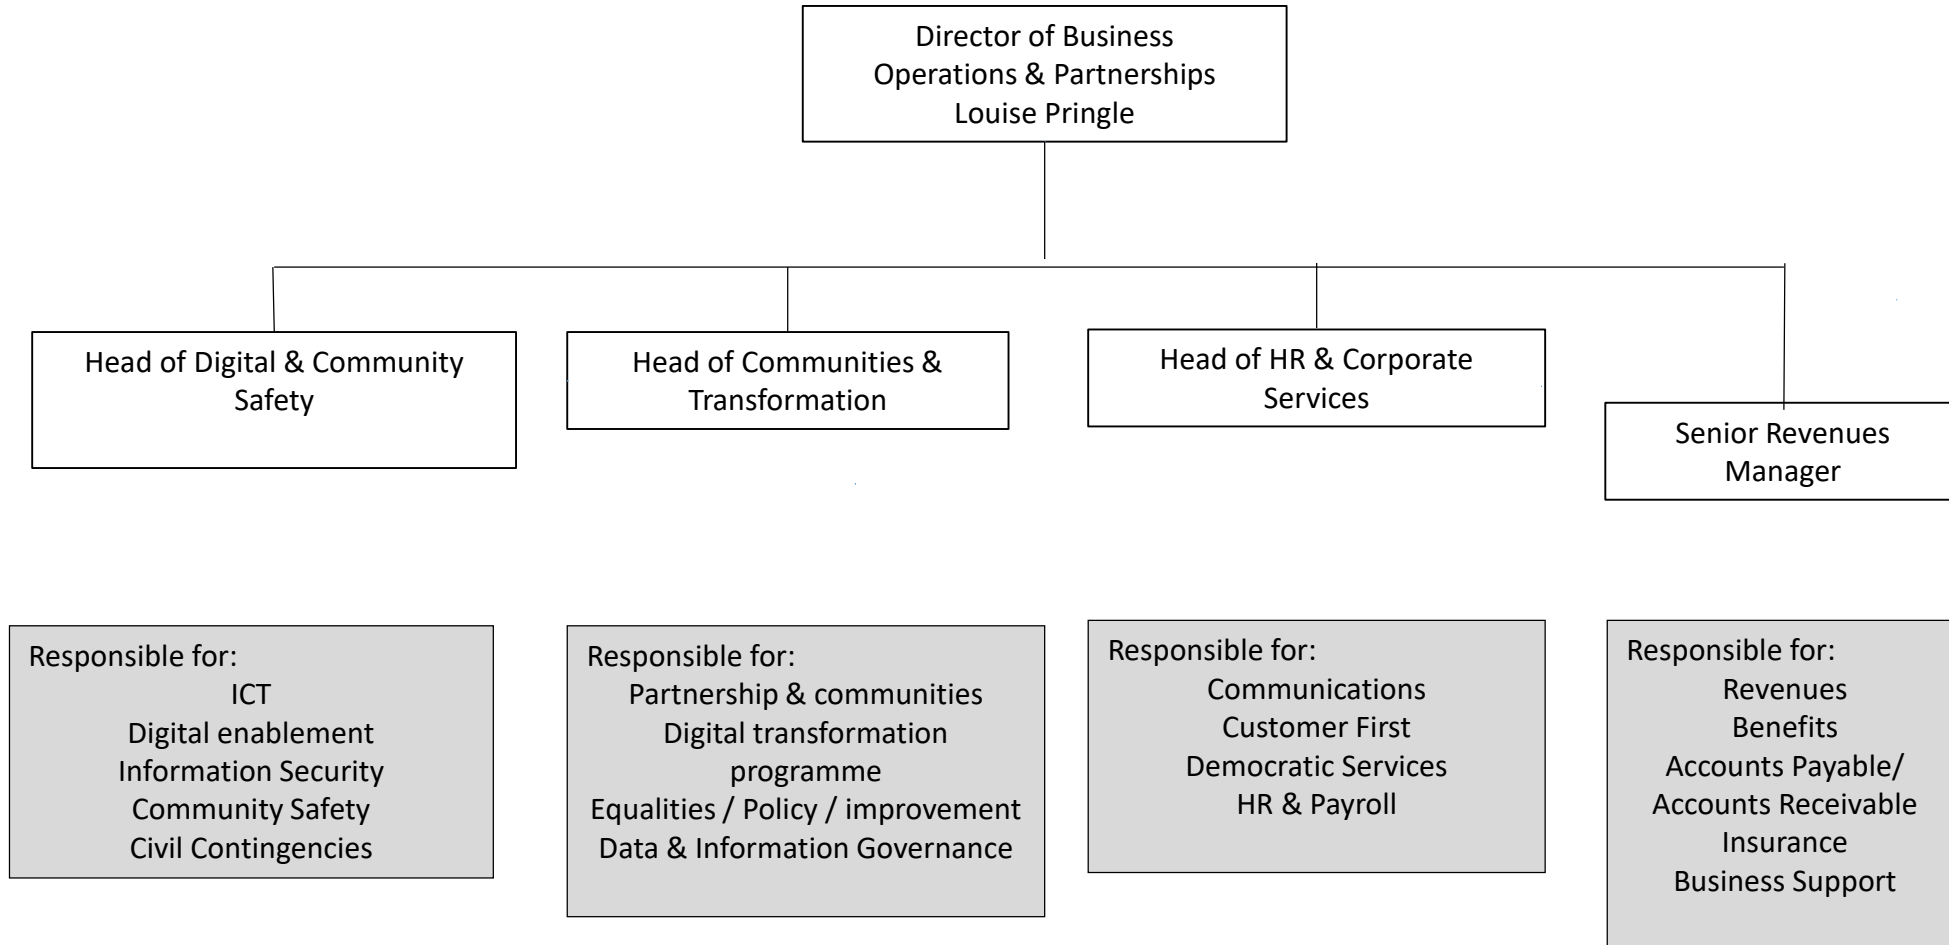 Director of Business
Operations & Partnerships
Louise Pringle
Head of Digital & Community
Safety
Head of Communities &
Transformation
Head of HR & Corporate
Services
Senior Revenues
Manager
Responsible for:
ICT
Digital enablement
Information Security
Community Safety
Civil Contingencies
Responsible for:
Partnership & communities
Digital transformation
programme
Equalities / Policy / improvement
Data & Information Governance
Responsible for:
Communications
Customer First
Democratic Services
HR & Payroll
Responsible for:
Revenues
Benefits
Accounts Payable/
Accounts Receivable
Insurance
Business Support